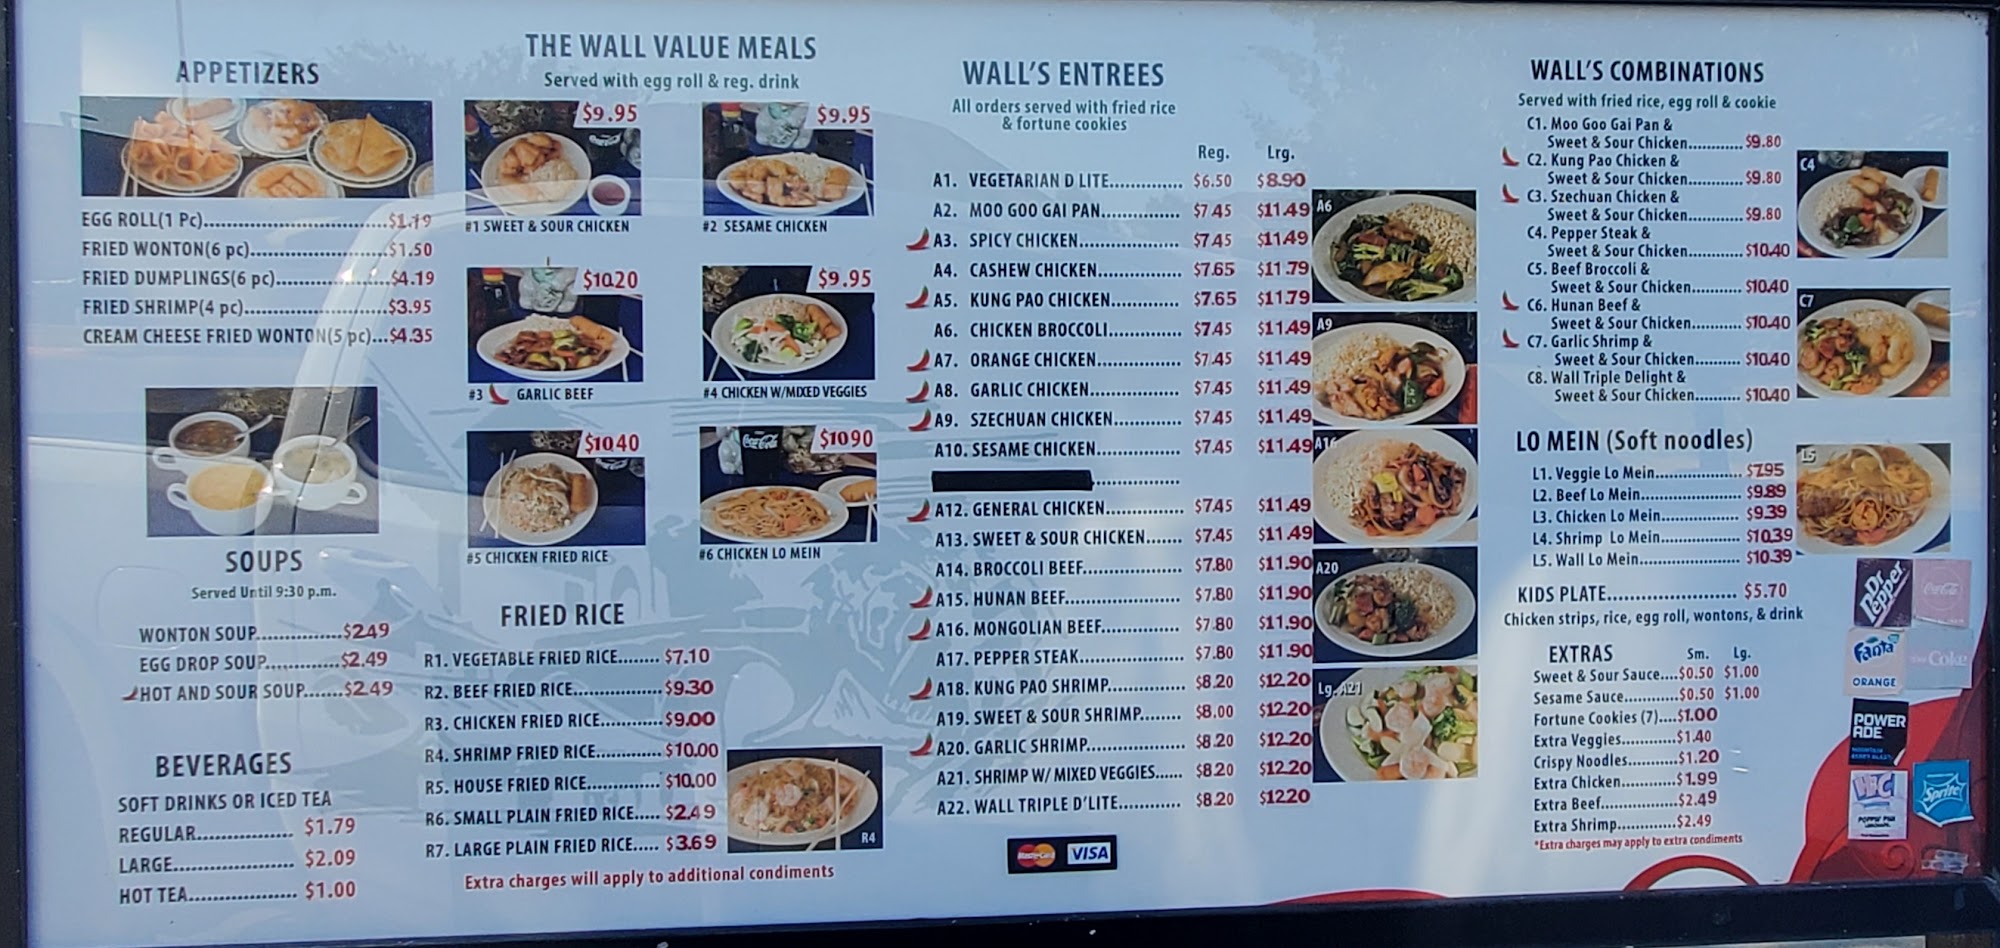 APPETIZERS
EGG ROLL(1 Pc)......$1.19
FRIED WONTON(6 pc)......$1.50
FRIED DUMPLINGS(6 pc)......$4.19
FRIED SHRIMP(4 pc)......$3.95
CREAM CHEESE FRIED WONTON(5 pc)...$4.35
SOUPS
Served Until 9:30 p.m.
WONTON SOUP......$2.49
EGG DROP SOUP......$2.49
HOT AND SOUR SOUP......$2.49
BEVERAGES
SOFT DRINKS OR ICED TEA
REGULAR......$1.79
LARGE......$2.09
HOT TEA......$1.00
THE WALL VALUE MEALS
Served with egg roll & reg. drink
$9.95
#1 SWEET & SOUR CHICKEN
$9.95
#2 SESAME CHICKEN
$10.20
#3 GARLIC BEEF
$9.95
#4 CHICKEN W/MIXED VEGGIES
$10.40
#5 CHICKEN FRIED RICE
Coca-Cola
$10.90
#6 CHICKEN LO MEIN
FRIED RICE
R1. VEGETABLE FRIED RICE...... $7.10
R2. BEEF FRIED RICE......$9.30
R3. CHICKEN FRIED RICE......$9.00
R4. SHRIMP FRIED RICE......$10.00
R5. HOUSE FRIED RICE......$10.00
R6. SMALL PLAIN FRIED RICE..... $2.49
R7. LARGE PLAIN FRIED RICE..... $3.69
R4
Extra charges will apply to additional condiments
WALL'S ENTREES
All orders served with fried rice
& fortune cookies
Reg. Lrg.
A1. VEGETARIAN D LITE...... $6.50 $8.90
A2. MOO GOO GAI PAN...... $7.45 $11.49
A3. SPICY CHICKEN...... $7.45 $11.49
A4. CASHEW CHICKEN...... $7.65 $11.79
A5. KUNG PAO CHICKEN...... $7.65 $11.79
A6. CHICKEN BROCCOLI...... $7.45 $11.49
A7. ORANGE CHICKEN...... $7.45 $11.49
A8. GARLIC CHICKEN...... $7.45 $11.49
A9. SZECHUAN CHICKEN...... $7.45 $11.49
A10. SESAME CHICKEN...... $7.45 $11.49
A12. GENERAL CHICKEN...... $7.45 $11.49
A13. SWEET & SOUR CHICKEN...... $7.45 $11.49
A14. BROCCOLI BEEF...... $7.80 $11.90
A15. HUNAN BEEF...... $7.80 $11.90
A16. MONGOLIAN BEEF...... $7.80 $11.90
A17. PEPPER STEAK...... $7.80 $11.90
A18. KUNG PAO SHRIMP...... $8.20 $12.20
A19. SWEET & SOUR SHRIMP...... $8.00 $12.20
A20. GARLIC SHRIMP...... $8.20 $12.20
A21. SHRIMP W/ MIXED VEGGIES...... $8.20 $12.20
A22. WALL TRIPLE D'LITE...... $8.20 $12.20
MasterCard VISA
A6
A9
A16
A20
Lg. A21
WALL'S COMBINATIONS
Served with fried rice, egg roll & cookie
C1. Moo Goo Gai Pan &
Sweet & Sour Chicken...... $9.80
C2. Kung Pao Chicken &
Sweet & Sour Chicken...... $9.80
C3. Szechuan Chicken &
Sweet & Sour Chicken...... $9.80
C4. Pepper Steak &
Sweet & Sour Chicken...... $10.40
C5. Beef Broccoli &
Sweet & Sour Chicken...... $10.40
C6. Hunan Beef &
Sweet & Sour Chicken...... $10.40
C7. Garlic Shrimp &
Sweet & Sour Chicken...... $10.40
C8. Wall Triple Delight &
Sweet & Sour Chicken...... $10.40
C4
C7
LO MEIN (Soft noodles)
L1. Veggie Lo Mein...... $7.95
L2. Beef Lo Mein...... $9.89
L3. Chicken Lo Mein...... $9.39
L4. Shrimp Lo Mein...... $10.39
L5. Wall Lo Mein...... $10.39
L5
KIDS PLATE...... $5.70
Chicken strips, rice, egg roll, wontons, & drink
EXTRAS Sm. Lg.
Sweet & Sour Sauce....$0.50 $1.00
Sesame Sauce......$0.50 $1.00
Fortune Cookies (7)....$1.00
Extra Veggies......$1.40
Crispy Noodles......$1.20
Extra Chicken......$1.99
Extra Beef......$2.49
Extra Shrimp......$2.49
*Extra charges may apply to extra condiments
Dr Pepper
Coca-Cola
Fanta
ORANGE
Coke
POWER
ADE
MOUNTAIN
BERRY BLAST
Hi-C
POPPIN' PINK
LEMONADE
Sprite